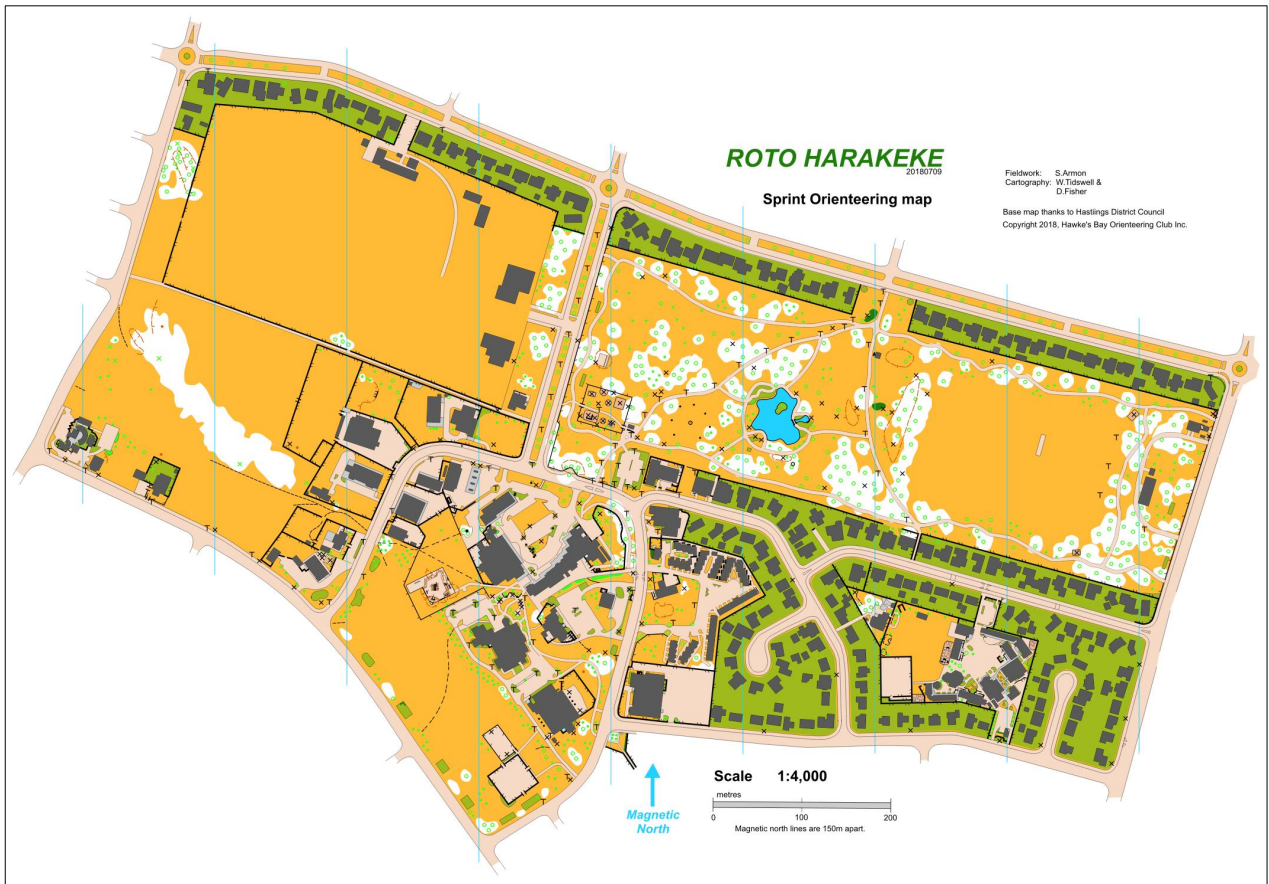 ROTO HARAKEKE
20180709
Sprint Orienteering map
Fieldwork: S.Armon
Cartography: W.Tidswell &
D.Fisher
Base map thanks to Hastiings District Council
Copyright 2018, Hawke's Bay Orienteering Club Inc.
Scale 1:4,000
metres
0 100 200
Magnetic north lines are 150m apart.
Magnetic
North